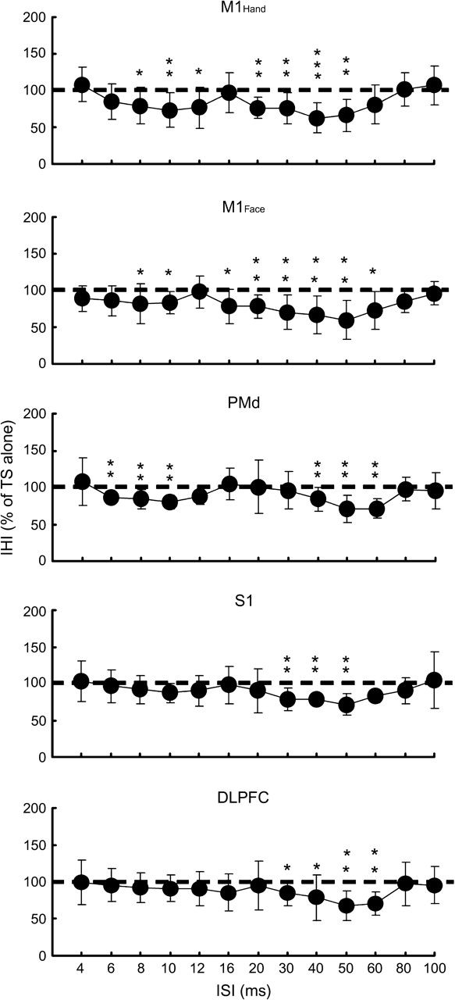 M1Hand
200
150
* ** * ** ** *** **
100
50
0
M1Face
200
150
* * * ** ** ** ** *
100
50
0
PMd
200
150
** ** ** ** ** **
100
50
0
S1
200
150
** ** **
100
50
0
DLPFC
200
150
* * ** **
100
50
0
4 6 8 10 12 16 20 30 40 50 60 80 100
ISI (ms)
IHI (% of TS alone)